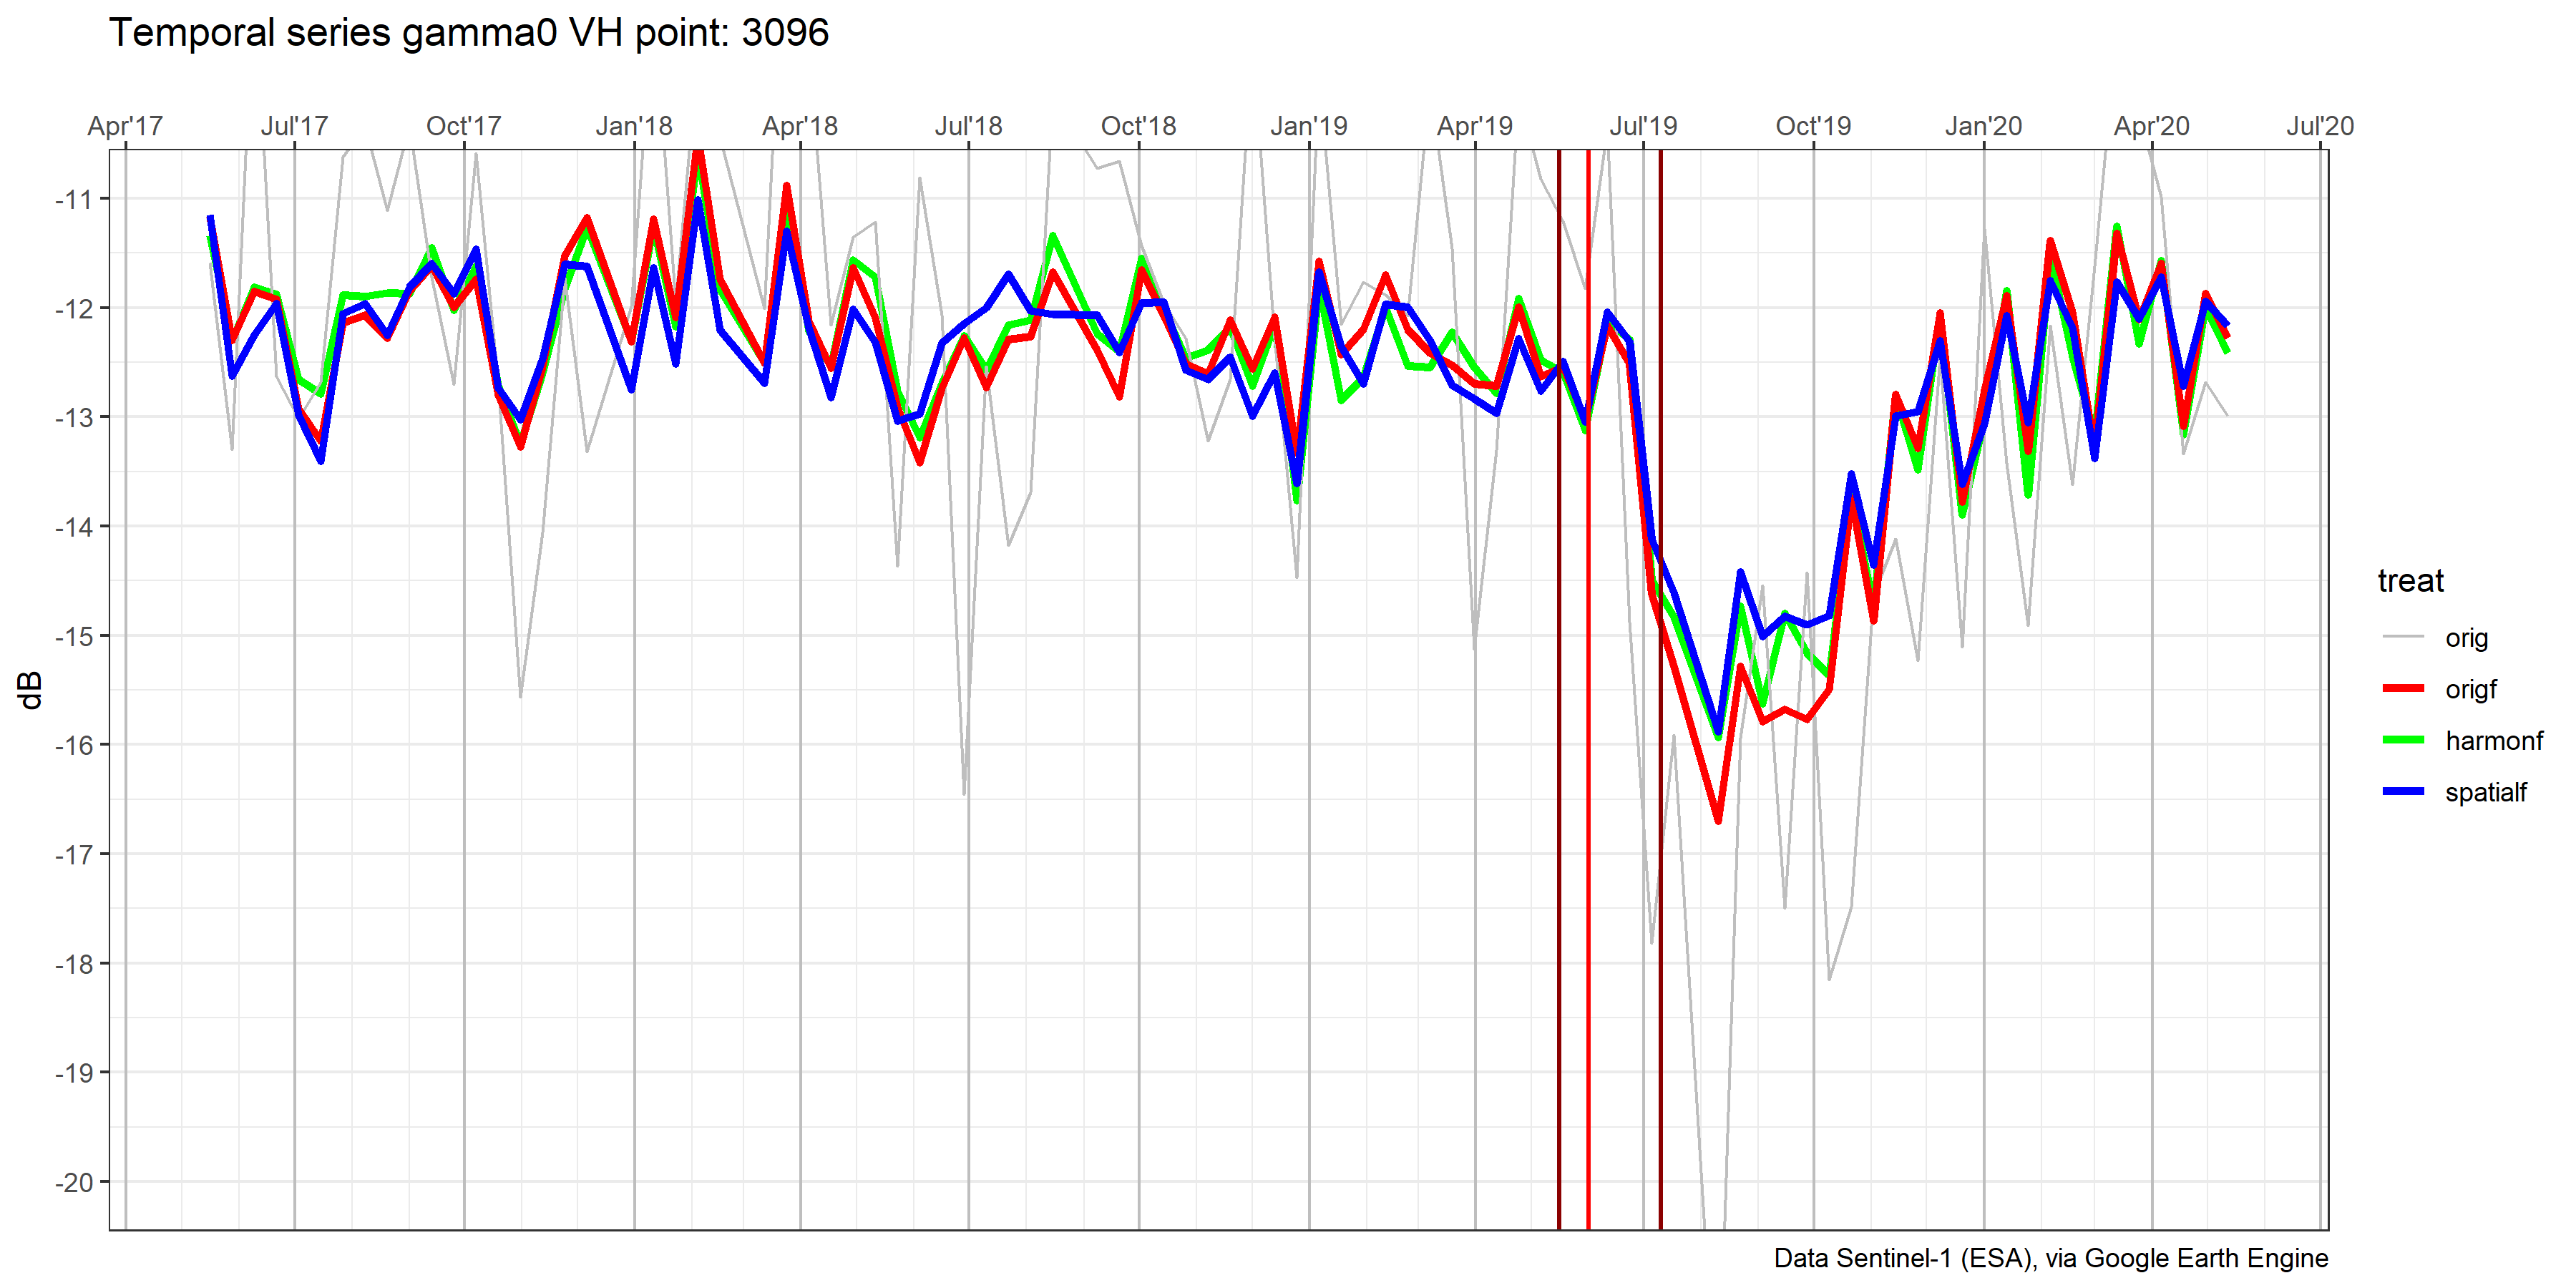 Temporal series gamma0 VH point: 3096
Apr'17 Jul'17 Oct'17 Jan'18 Apr'18 Jul'18 Oct'18 Jan'19 Apr'19 Jul'19 Oct'19 Jan'20 Apr'20 Jul'20
-11
-12
-13
-14
-15
-16
-17
-18
-19
-20
dB
treat
orig
origf
harmonf
spatialf
Data Sentinel-1 (ESA), via Google Earth Engine